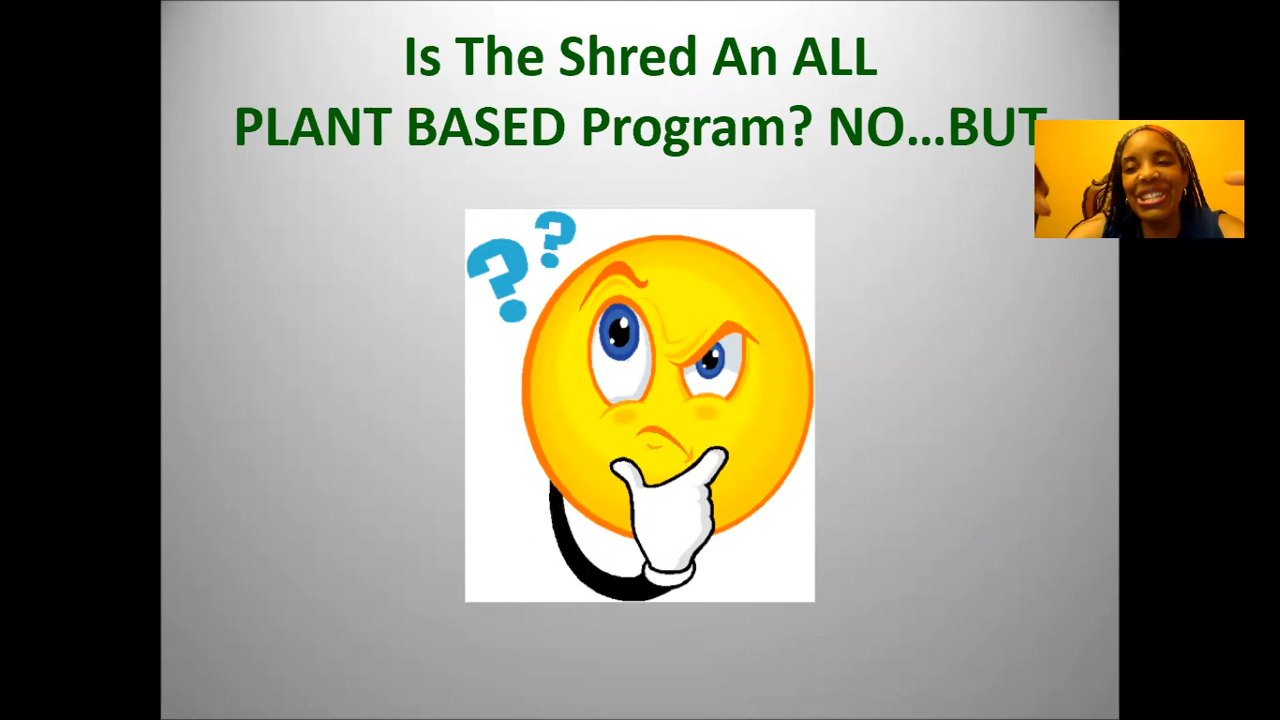 Is The Shred An ALL
PLANT BASED Program? NO...BUT
? ?